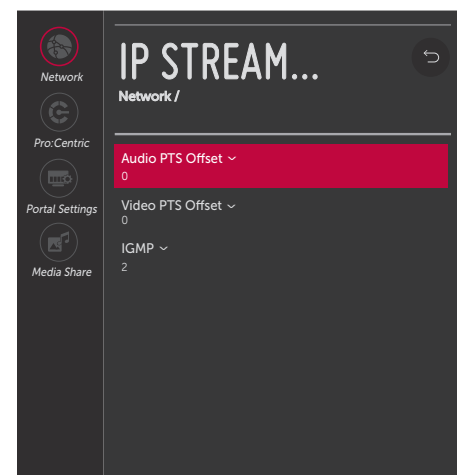 Network
Pro:Centric
Portal Settings
Media Share
IP STREAM...
Network /
Audio PTS Offset
0
Video PTS Offset
0
IGMP
2